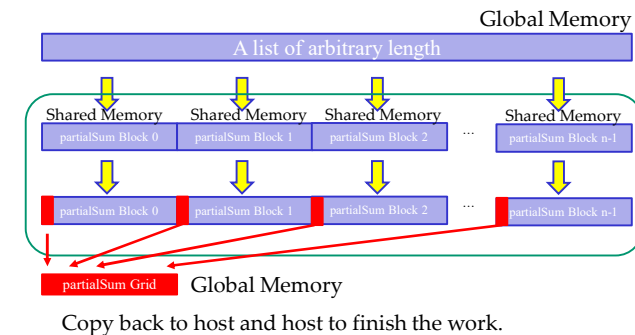 Global Memory
A list of arbitrary length
Shared Memory Shared Memory Shared Memory Shared Memory
partialSum Block 0 partialSum Block 1 partialSum Block 2 ... partialSum Block n-1
partialSum Block 0 partialSum Block 1 partialSum Block 2 ... partialSum Block n-1
partialSum Grid Global Memory
Copy back to host and host to finish the work.